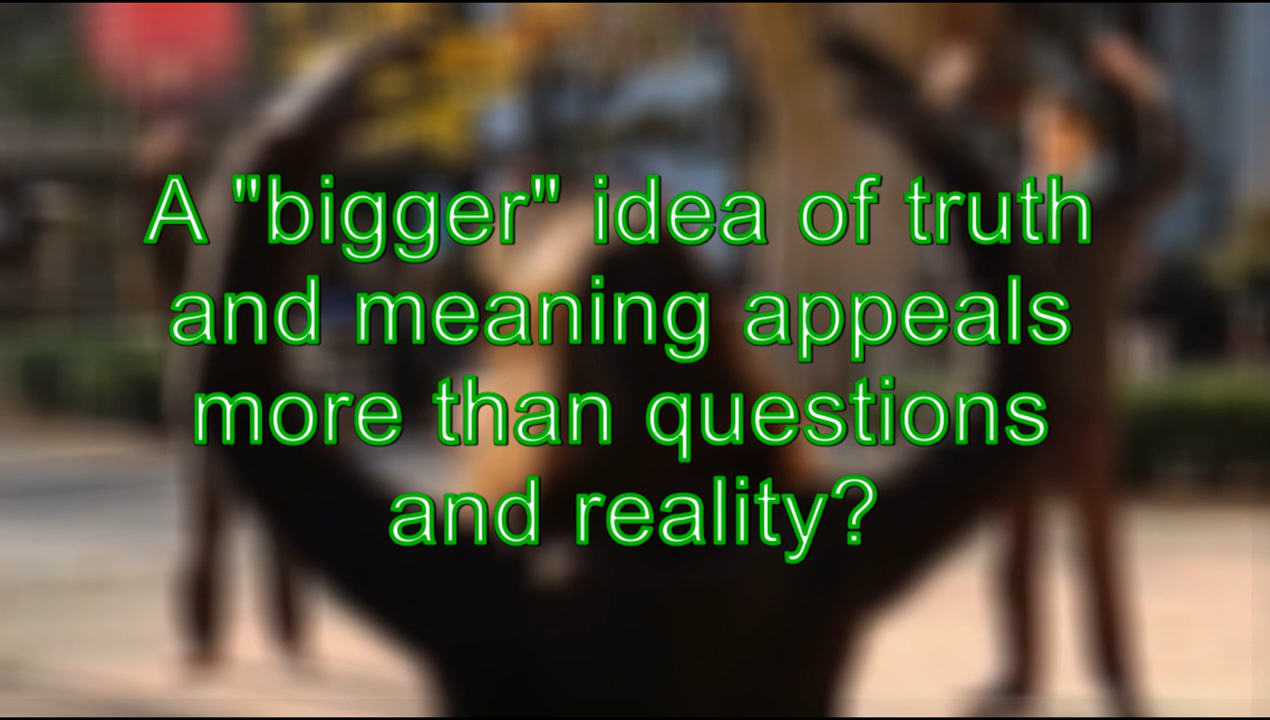 A "bigger" idea of truth
and meaning appeals
more than questions
and reality?